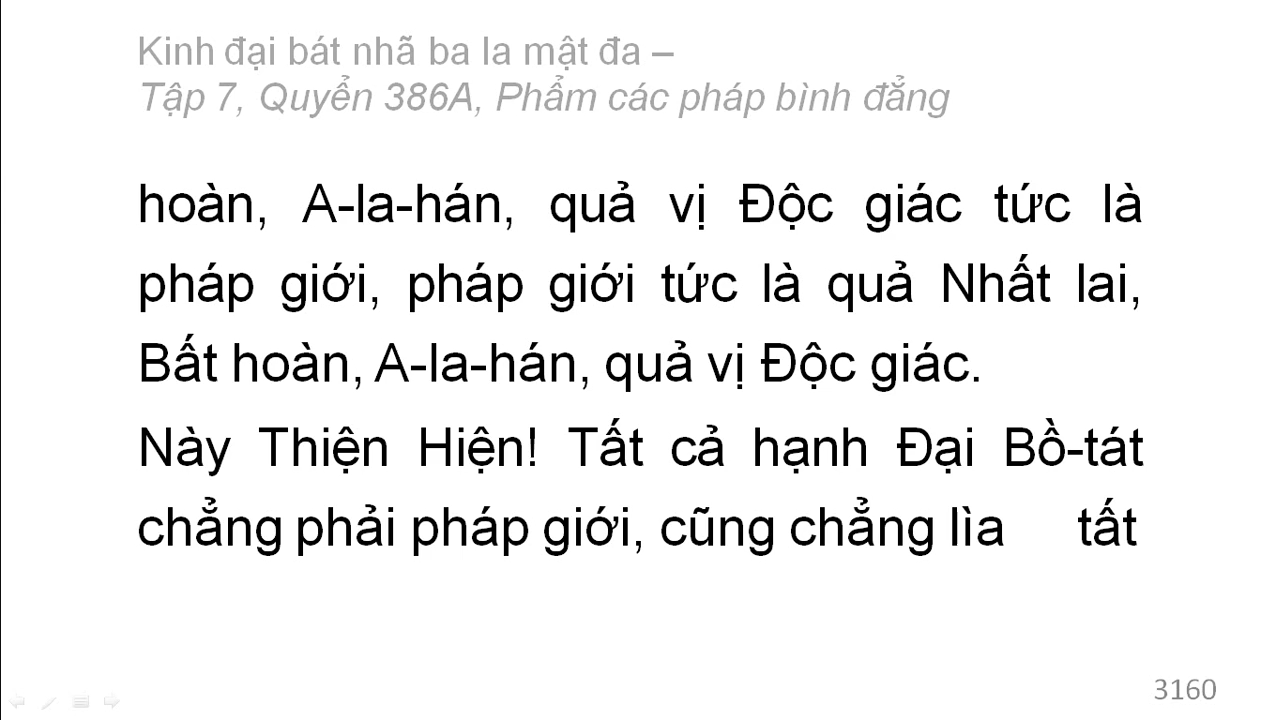 Kinh đại bát nhã ba la mật đa –
Tập 7, Quyển 386A, Phẩm các pháp bình đẳng
hoàn, A-la-hán, quả vị Độc giác tức là
pháp giới, pháp giới tức là quả Nhất lai,
Bất hoàn, A-la-hán, quả vị Độc giác.
Này Thiện Hiện! Tất cả hạnh Đại Bồ-tát
chẳng phải pháp giới, cũng chẳng lìa tất
3160